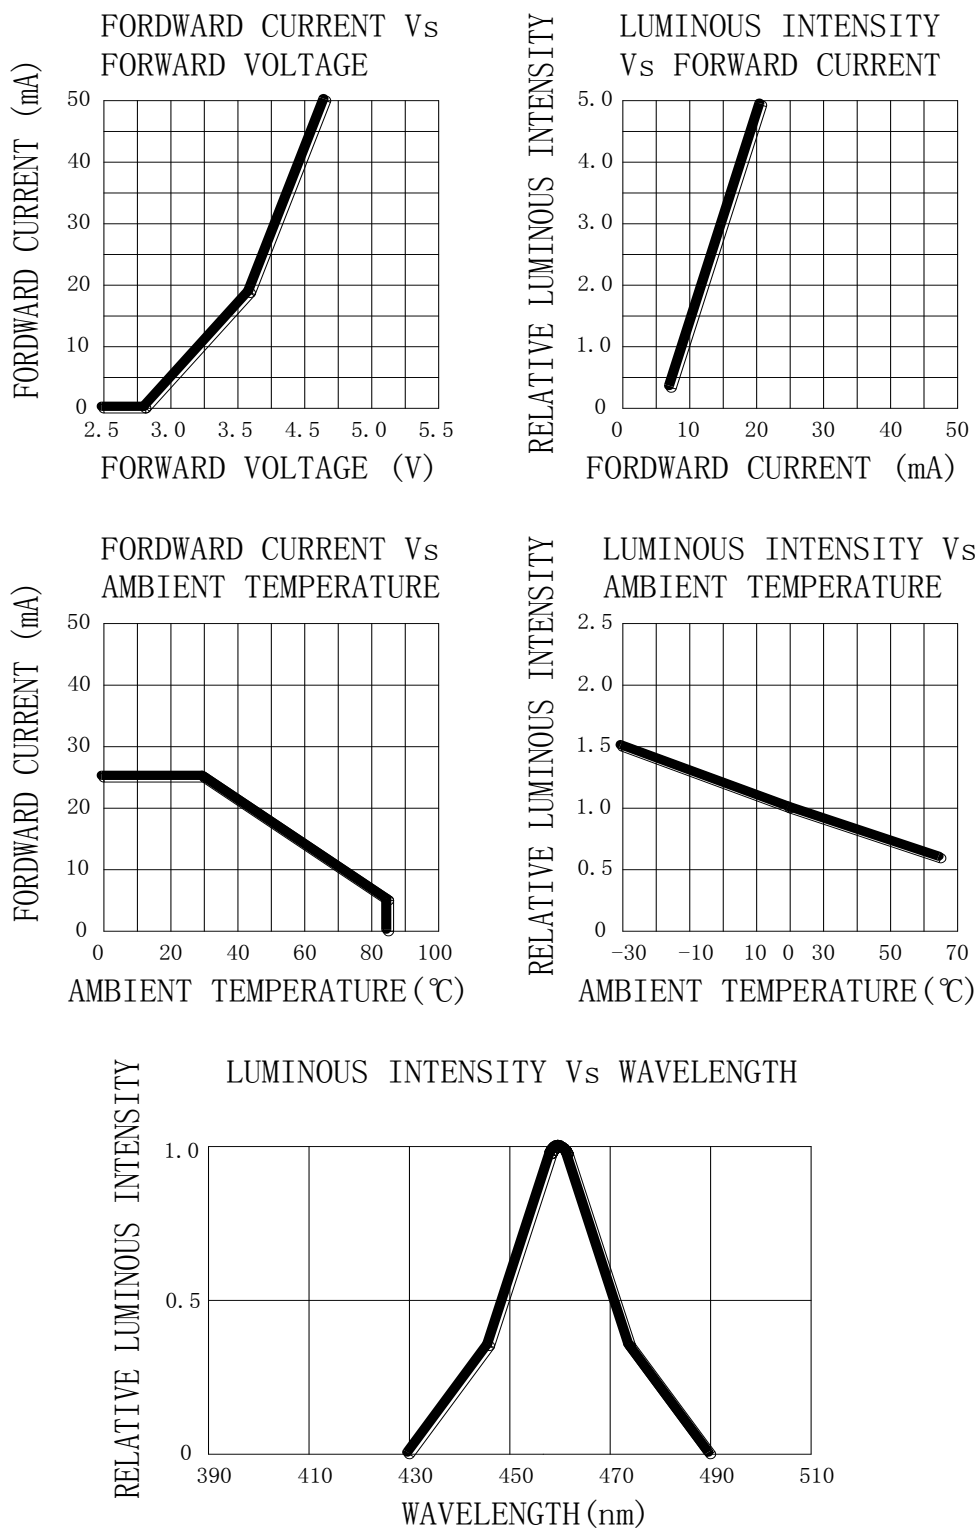 FORDWARD CURRENT Vs
FORWARD VOLTAGE
FORDWARD CURRENT (mA)
50
40
30
20
10
0
2.5 3.0 3.5 4.5 5.0 5.5
FORWARD VOLTAGE (V)
LUMINOUS INTENSITY
Vs FORWARD CURRENT
RELATIVE LUMINOUS INTENSITY
5.0
4.0
3.0
2.0
1.0
0
0 10 20 30 40 50
FORDWARD CURRENT (mA)
FORDWARD CURRENT Vs
AMBIENT TEMPERATURE
FORDWARD CURRENT (mA)
50
40
30
20
10
0
0 20 40 60 80 100
AMBIENT TEMPERATURE(℃)
LUMINOUS INTENSITY Vs
AMBIENT TEMPERATURE
RELATIVE LUMINOUS INTENSITY
2.5
2.0
1.5
1.0
0.5
0
-30 -10 10 0 30 50 70
AMBIENT TEMPERATURE(℃)
LUMINOUS INTENSITY Vs WAVELENGTH
RELATIVE LUMINOUS INTENSITY
1.0
0.5
0
390 410 430 450 470 490 510
WAVELENGTH(nm)